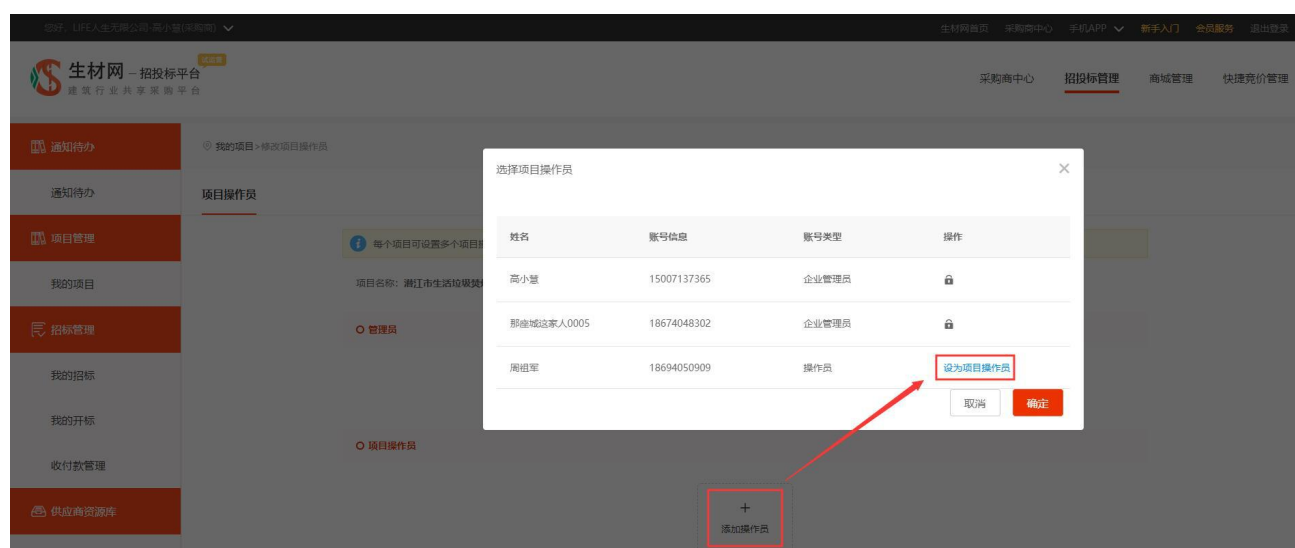 您好，LIFE人生无限公司-高小慧(采购商)
生材网首页 采购商中心 手机APP 新手入门 会员服务 退出登录
生材网 – 招投标平台
建筑行业共享采购平台
采购商中心 招投标管理 商城管理 快捷竞价管理
通知待办
我的项目>修改项目操作员
选择项目操作员
通知待办
项目操作员
项目管理
每个项目可设置多个项目
姓名 账号信息 账号类型 操作
我的项目
项目名称：潜江市生活垃圾焚
高小慧 15007137365 企业管理员
招标管理
管理员
那座城这家人0005 18674048302 企业管理员
我的招标
周祖军 18694050909 操作员 设为项目操作员
取消 确定
我的开标
项目操作员
收付款管理
供应商资源库
+
添加操作员